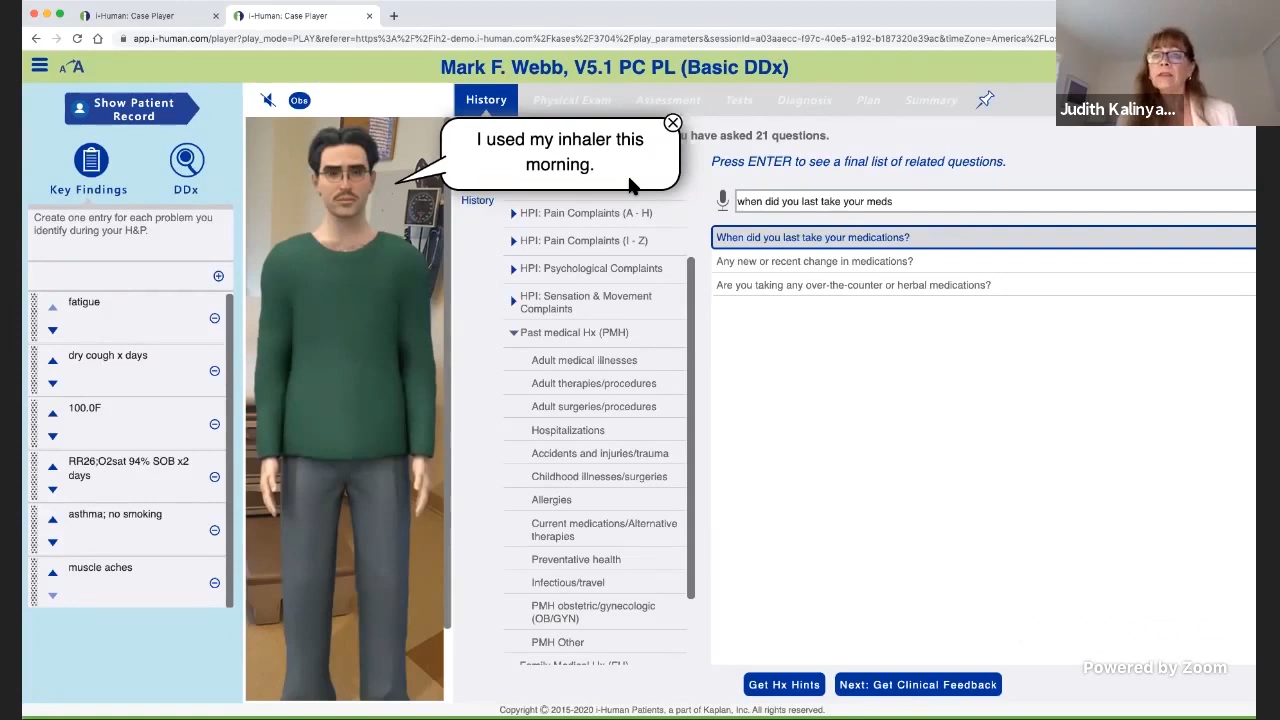 i-Human: Case Player
i-Human: Case Player
app.i-human.com/player?play_mode=PLAY&referer=https%3A%2F%2Fih2-demo.i-human.com%2Fkases%2F3704%2Fplay_parameters&sessionId=a03aaecc-f97c-40e5-a192-b187320e39ac&timeZone=America%2FLos
AA
Mark F. Webb, V5.1 PC PL (Basic DDx)
Judith Kalinya...
Show Patient
Record
Key Findings
DDx
Create one entry for each problem you
identify during your H&P.
fatigue
dry cough x days
100.0F
RR26;O2sat 94% SOB x2
days
asthma; no smoking
muscle aches
Obs
I used my inhaler this
morning.
History
Physical Exam
Assessment
Tests
Diagnosis
Plan
Summary
have asked 21 questions.
Press ENTER to see a final list of related questions.
when did you last take your meds
When did you last take your medications?
Any new or recent change in medications?
Are you taking any over-the-counter or herbal medications?
History
HPI: Pain Complaints (A - H)
HPI: Pain Complaints (I - Z)
HPI: Psychological Complaints
HPI: Sensation & Movement
Complaints
Past medical Hx (PMH)
Adult medical illnesses
Adult therapies/procedures
Adult surgeries/procedures
Hospitalizations
Accidents and injuries/trauma
Childhood illnesses/surgeries
Allergies
Current medications/Alternative
therapies
Preventative health
Infectious/travel
PMH obstetric/gynecologic
(OB/GYN)
PMH Other
Family Medical Hx (FH)
Get Hx Hints
Next: Get Clinical Feedback
Powered by Zoom
Copyright © 2015-2020 i-Human Patients, a part of Kaplan, Inc. All rights reserved.